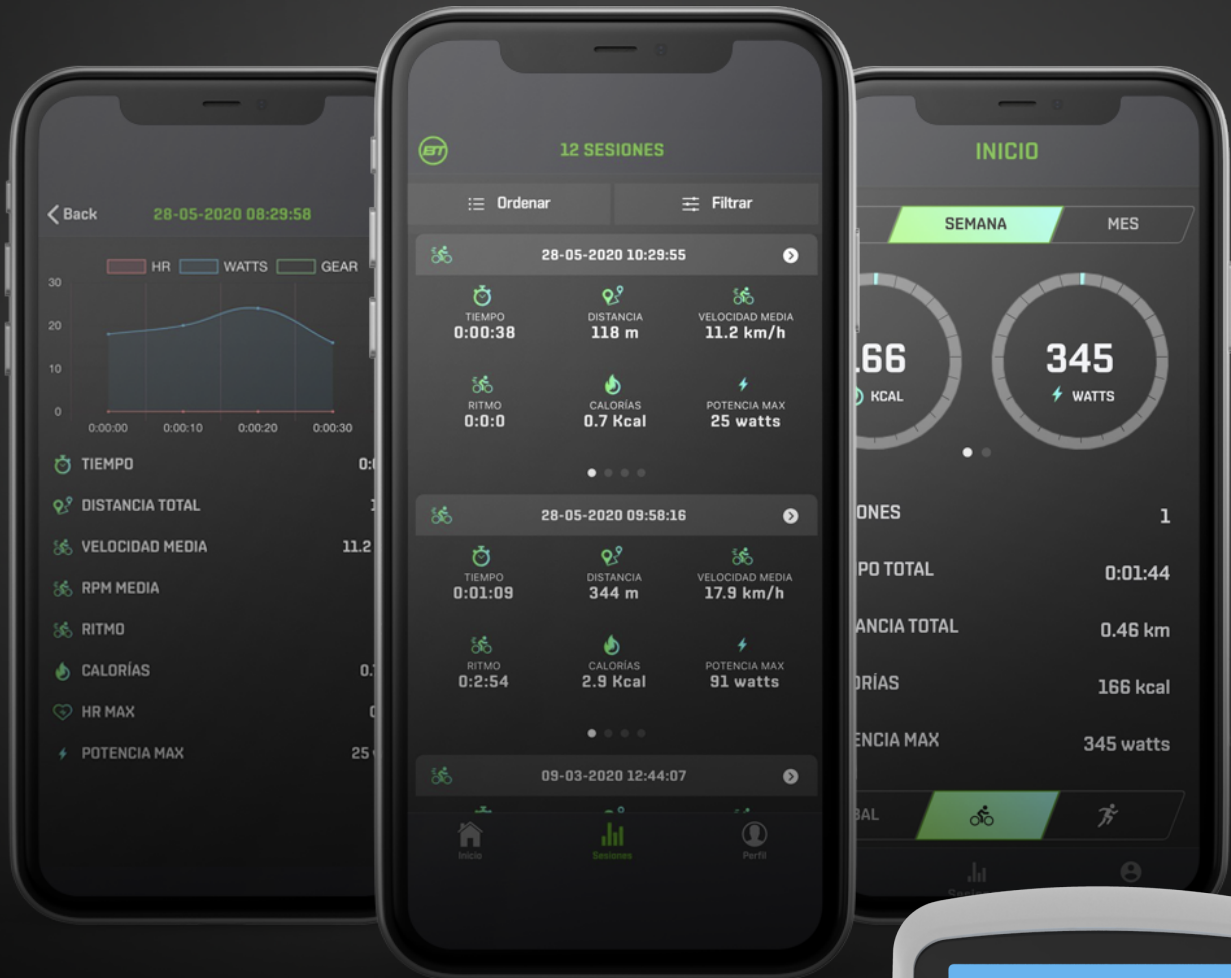 Back 28-05-2020 08:29:58
HR WATTS GEAR
30
20
10
0
0:00:00 0:00:10 0:00:20 0:00:30
TIEMPO
DISTANCIA TOTAL
VELOCIDAD MEDIA 11.2
RPM MEDIA
RITMO
CALORÍAS
HR MAX
POTENCIA MAX 25
BT 12 SESIONES
Ordenar Filtrar
28-05-2020 10:29:55
TIEMPO DISTANCIA VELOCIDAD MEDIA
0:00:38 118 m 11.2 km/h
RITMO CALORÍAS POTENCIA MAX
0:0:0 0.7 Kcal 25 watts
28-05-2020 09:58:16
TIEMPO DISTANCIA VELOCIDAD MEDIA
0:01:09 344 m 17.9 km/h
RITMO CALORÍAS POTENCIA MAX
0:2:54 2.9 Kcal 91 watts
09-03-2020 12:44:07
Inicio Sesiones Perfil
INICIO
SEMANA MES
66 345
KCAL WATTS
ONES 1
PO TOTAL 0:01:44
ANCIA TOTAL 0.46 km
RÍAS 166 kcal
ENCIA MAX 345 watts
BAL